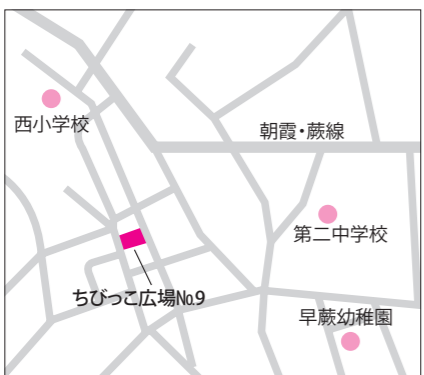 西小学校
朝霞・蕨線
第二中学校
ちびっこ広場№9
早蕨幼稚園